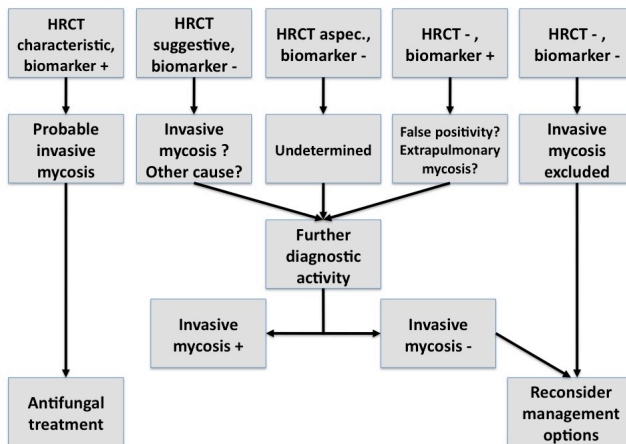 HRCT
characteristic,
biomarker +
HRCT
suggestive,
biomarker -
HRCT aspec.,
biomarker -
HRCT - ,
biomarker +
HRCT - ,
biomarker -
Probable
invasive
mycosis
Invasive
mycosis ?
Other cause?
Undetermined
False positivity?
Extrapulmonary
mycosis?
Invasive
mycosis
excluded
Further
diagnostic
activity
Invasive
mycosis +
Invasive
mycosis -
Antifungal
treatment
Reconsider
management
options